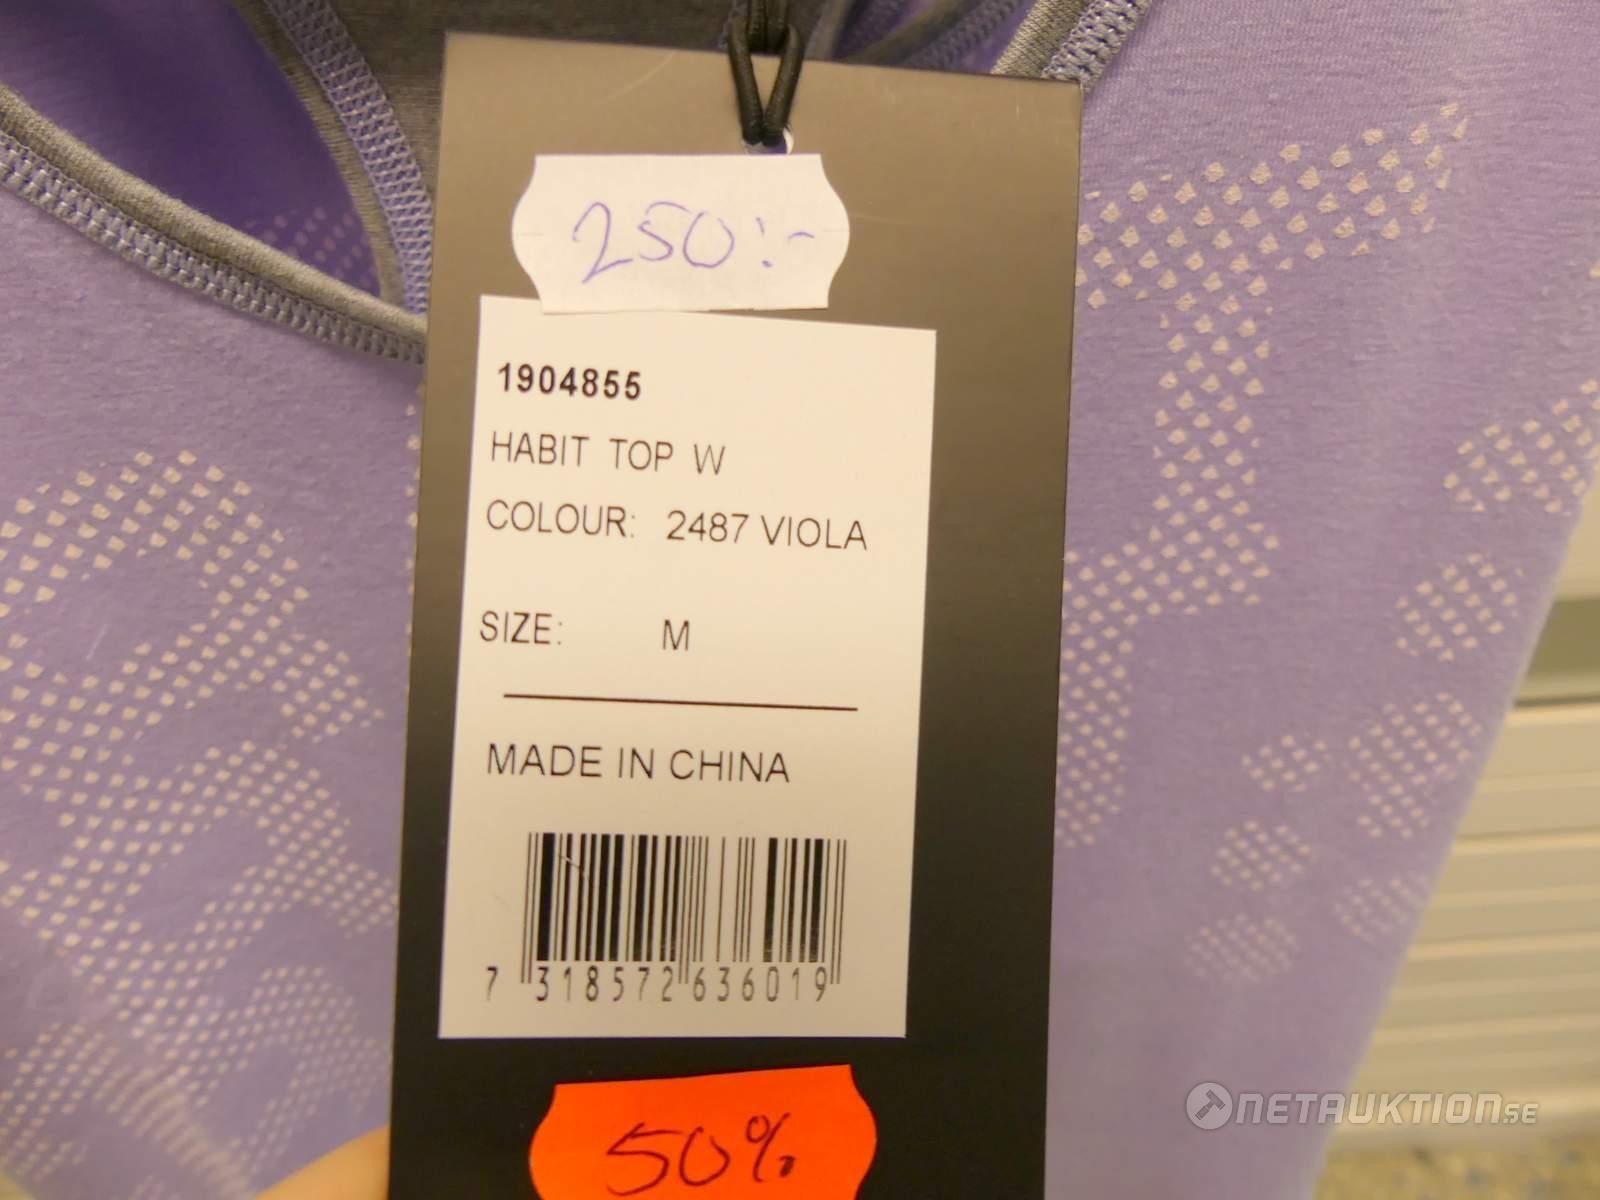 250:-
1904855
HABIT TOP W
COLOUR: 2487 VIOLA
SIZE: M
MADE IN CHINA
7 318572 636019
50%
NETAUKTION.SE